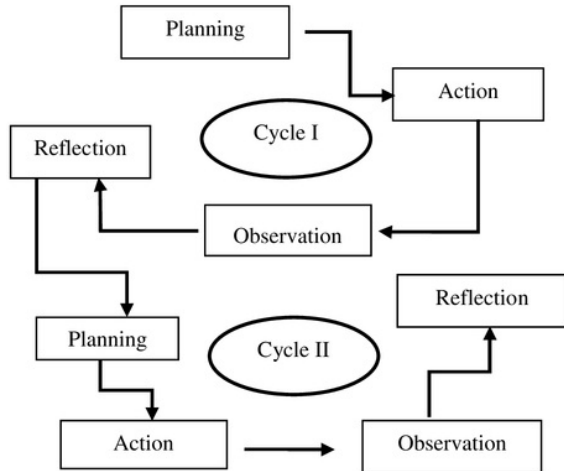 Planning
Action
Cycle I
Reflection
Observation
Reflection
Planning
Cycle II
Action
Observation